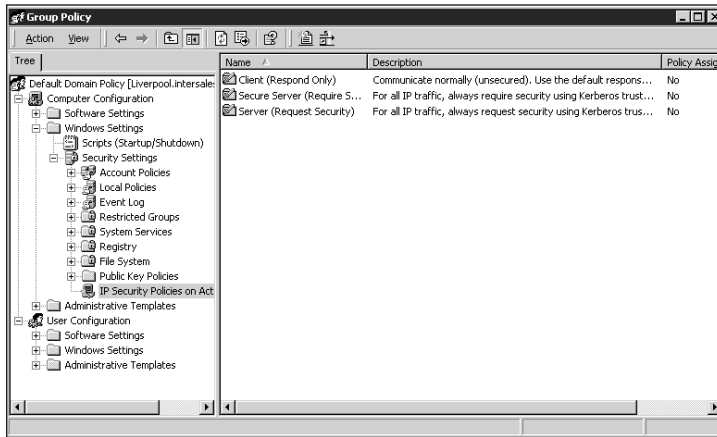 Group Policy
Action View
Tree
Name Description Policy Assig
Default Domain Policy [Liverpool.intersale
Computer Configuration
Software Settings
Windows Settings
Scripts (Startup/Shutdown)
Security Settings
Account Policies
Local Policies
Event Log
Restricted Groups
System Services
Registry
File System
Public Key Policies
IP Security Policies on Act
Administrative Templates
User Configuration
Software Settings
Windows Settings
Administrative Templates
Client (Respond Only) Communicate normally (unsecured). Use the default respons... No
Secure Server (Require S... For all IP traffic, always require security using Kerberos trust... No
Server (Request Security) For all IP traffic, always request security using Kerberos trus... No